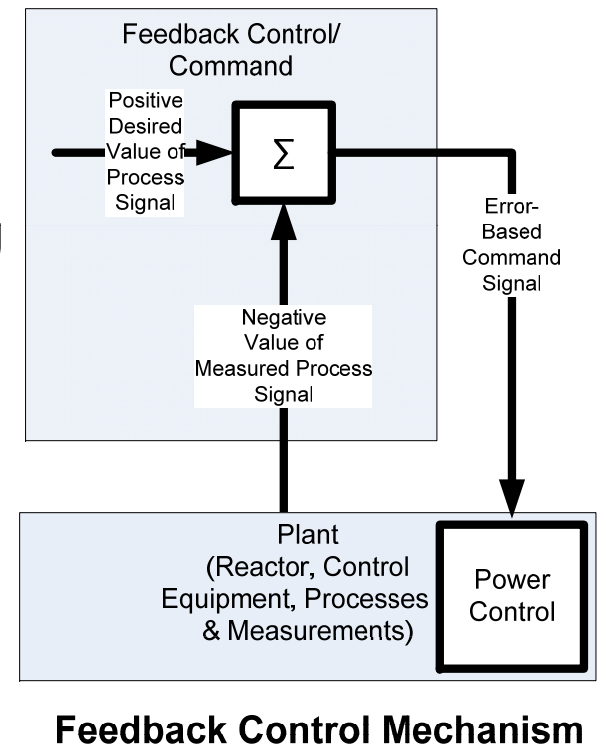 Feedback Control/
Command
Positive
Desired
Value of
Process
Signal
Σ
Error-
Based
Command
Signal
Negative
Value of
Measured Process
Signal
Plant
(Reactor, Control
Equipment, Processes
& Measurements)
Power
Control
Feedback Control Mechanism